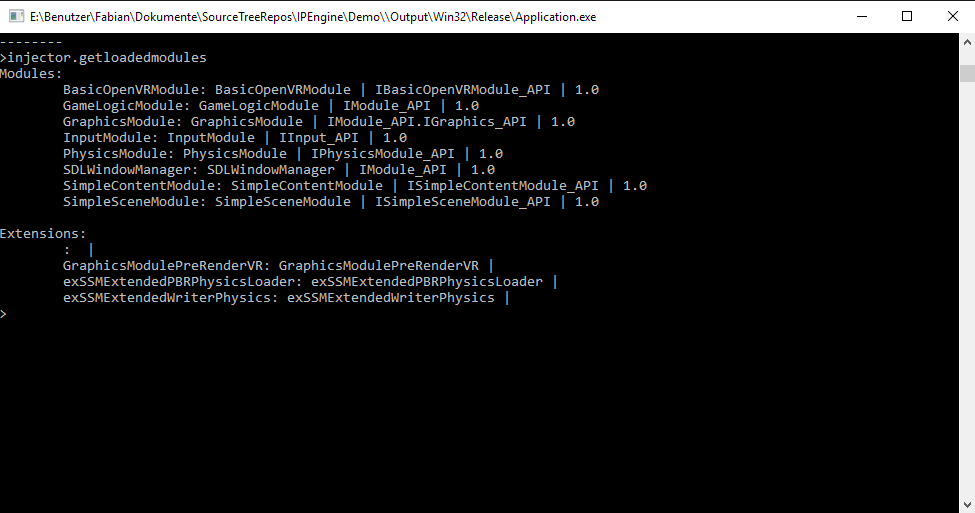 E:\Benutzer\Fabian\Dokumente\SourceTreeRepos\IPEngine\Demo\\Output\Win32\Release\Application.exe
--------
>injector.getloadedmodules
Modules:
        BasicOpenVRModule: BasicOpenVRModule | IBasicOpenVRModule_API | 1.0
        GameLogicModule: GameLogicModule | IModule_API | 1.0
        GraphicsModule: GraphicsModule | IModule_API.IGraphics_API | 1.0
        InputModule: InputModule | IInput_API | 1.0
        PhysicsModule: PhysicsModule | IPhysicsModule_API | 1.0
        SDLWindowManager: SDLWindowManager | IModule_API | 1.0
        SimpleContentModule: SimpleContentModule | ISimpleContentModule_API | 1.0
        SimpleSceneModule: SimpleSceneModule | ISimpleSceneModule_API | 1.0

Extensions:
        :  |
        GraphicsModulePreRenderVR: GraphicsModulePreRenderVR |
        exSSMExtendedPBRPhysicsLoader: exSSMExtendedPBRPhysicsLoader |
        exSSMExtendedWriterPhysics: exSSMExtendedWriterPhysics |
>